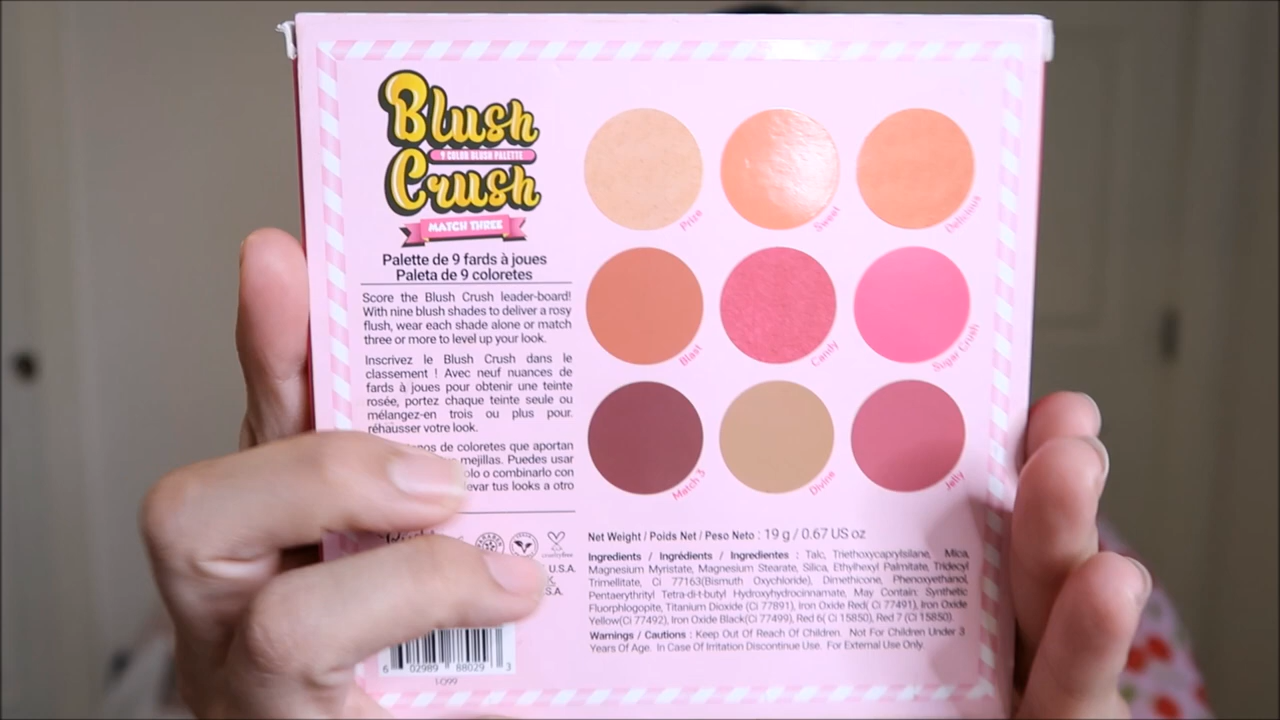 Blush
9 COLOR BLUSH PALETTE
Crush
MATCH THREE
Palette de 9 fards à joues
Paleta de 9 coloretes
Score the Blush Crush leader-board!
With nine blush shades to deliver a rosy
flush, wear each shade alone or match
three or more to level up your look.
Inscrivez le Blush Crush dans le
classement ! Avec neuf nuances de
fards à joues pour obtenir une teinte
rosée, portez chaque teinte seule ou
mélangez-en trois ou plus pour
réhausser votre look.
de coloretes que aportan
mejillas. Puedes usar
o combinarlo con
tus looks a otro
crueltyfree
U.S.A.
6 02989 88029 3
Prize
Sweet
Delicious
Blast
Candy
Sugar Crush
Match 3
Divine
Jelly
Net Weight / Poids Net / Peso Neto : 19 g / 0.67 US oz
Ingredients / Ingrédients / Ingredientes : Talc, Triethoxycaprylsilane, Mica,
Magnesium Myristate, Magnesium Stearate, Silica, Ethylhexyl Palmitate, Tridecyl
Trimellitate, Ci 77163(Bismuth Oxychloride), Dimethicone, Phenoxyethanol,
Pentaerythrityl Tetra-di-t-butyl Hydroxyhydrocinnamate, May Contain: Synthetic
Fluorphlogopite, Titanium Dioxide (Ci 77891), Iron Oxide Red( Ci 77491), Iron Oxide
Yellow(Ci 77492), Iron Oxide Black(Ci 77499), Red 6( Ci 15850), Red 7 (Ci 15850).
Warnings / Cautions : Keep Out Of Reach Of Children. Not For Children Under 3
Years Of Age. In Case Of Irritation Discontinue Use. For External Use Only.